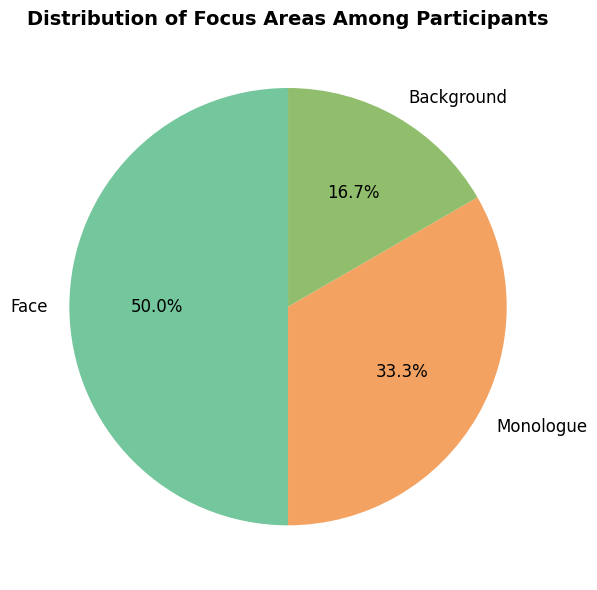 Distribution of Focus Areas Among Participants
Background
16.7%
Face
50.0%
33.3%
Monologue